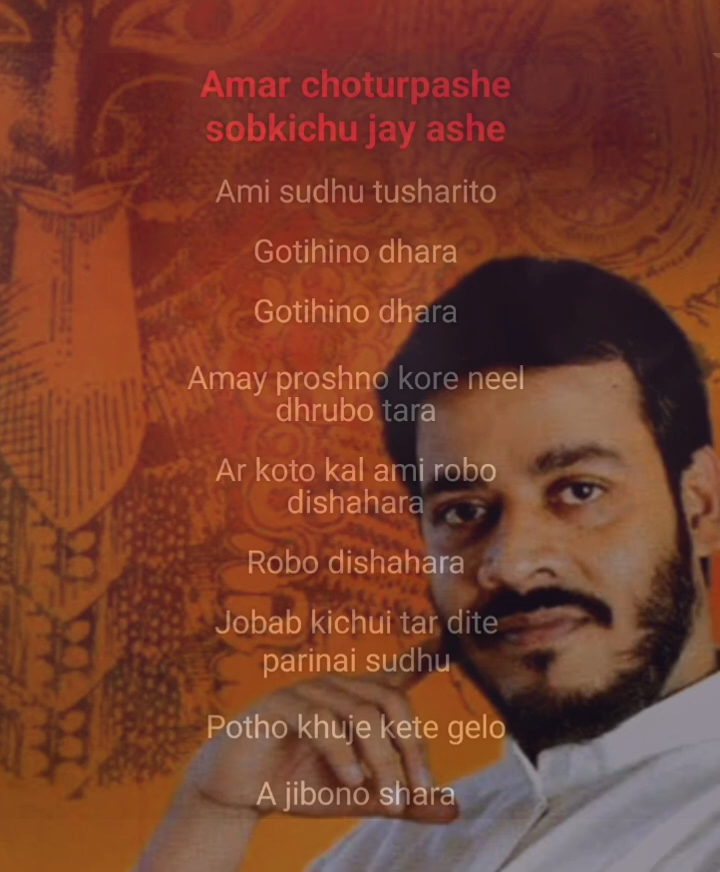 Amar choturpashe
sobkichu jay ashe
Ami sudhu tusharito
Gotihino dhara
Gotihino dhara
Amay proshno kore neel
dhrubo tara
Ar koto kal ami robo
dishahara
Robo dishahara
Jobab kichui tar dite
parinai sudhu
Potho khuje kete gelo
A jibono shara